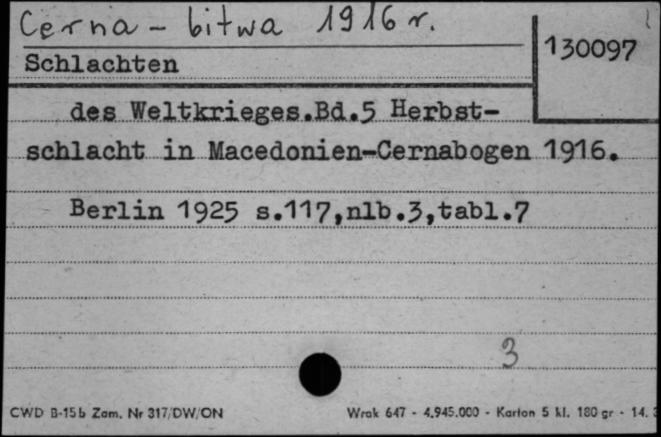 Cerna - bitwa 1916 r.
130097
Schlachten
des Weltkrieges.Bd.5 Herbst-
schlacht in Macedonien-Cernabogen 1916.
Berlin 1925 s.117,nlb.3,tabl.7
3
CWD B-15b Zam. Nr 317/DW/ON
Wrak 647 - 4.945.000 - Karton 5 kl. 180 gr - 14.